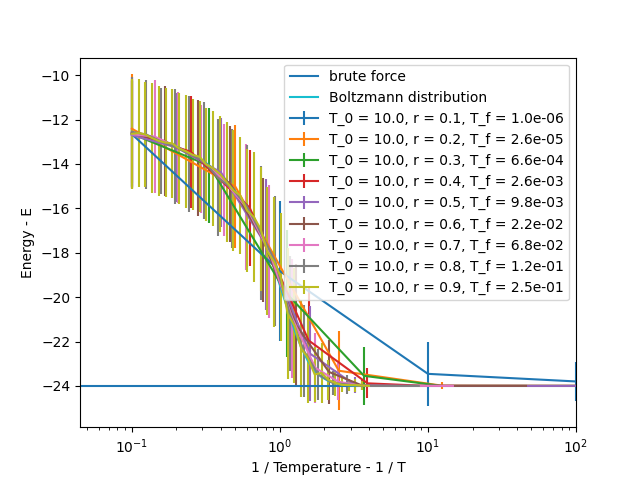 −10
−12
−14
−16
−18
−20
−22
−24
Energy - E
brute force
Boltzmann distribution
T_0 = 10.0, r = 0.1, T_f = 1.0e-06
T_0 = 10.0, r = 0.2, T_f = 2.6e-05
T_0 = 10.0, r = 0.3, T_f = 6.6e-04
T_0 = 10.0, r = 0.4, T_f = 2.6e-03
T_0 = 10.0, r = 0.5, T_f = 9.8e-03
T_0 = 10.0, r = 0.6, T_f = 2.2e-02
T_0 = 10.0, r = 0.7, T_f = 6.8e-02
T_0 = 10.0, r = 0.8, T_f = 1.2e-01
T_0 = 10.0, r = 0.9, T_f = 2.5e-01
10⁻¹ 10⁰ 10¹ 10²
1 / Temperature - 1 / T